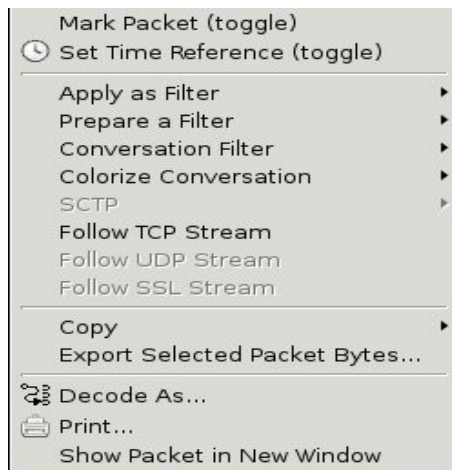 Mark Packet (toggle)
Set Time Reference (toggle)
Apply as Filter
Prepare a Filter
Conversation Filter
Colorize Conversation
SCTP
Follow TCP Stream
Follow UDP Stream
Follow SSL Stream
Copy
Export Selected Packet Bytes...
Decode As...
Print...
Show Packet in New Window